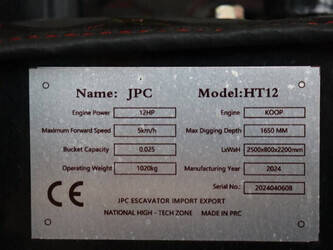 Name: JPC Model:HT12
Engine Power 12HP Engine KOOP
Maximum Forward Speed 5km/h Max Digging Depth 1650 MM
Bucket Capacity 0.025 LxWxH 2500x800x2200mm
Operating Weight 1020kg Manufacturing Year 2024
Serial No. 2024040608
CE
JPC EXCAVATOR IMPORT EXPORT
NATIONAL HIGH - TECH ZONE MADE IN PRC